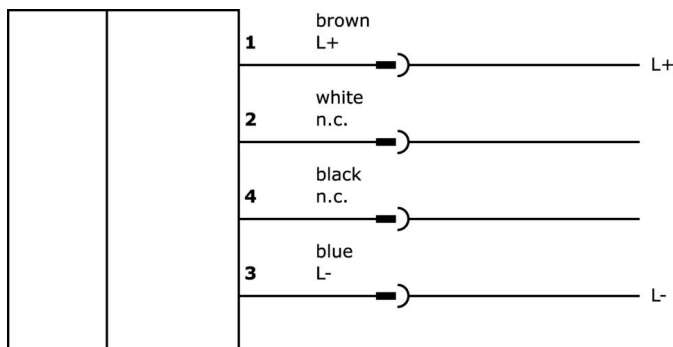 brown
1 L+
L+
white
2 n.c.
black
4 n.c.
blue
3 L-
L-